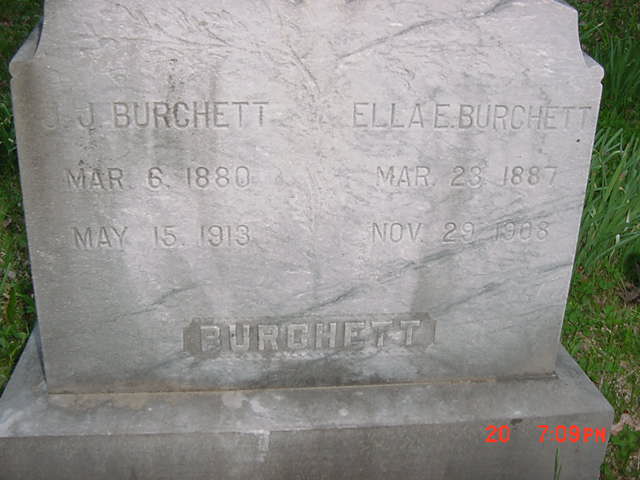 J. J. BURCHETT
MAR. 6. 1880
MAY 15. 1913
ELLA E. BURCHETT
MAR. 23. 1887
NOV. 29. 1908
BURCHETT
20 7:09PM